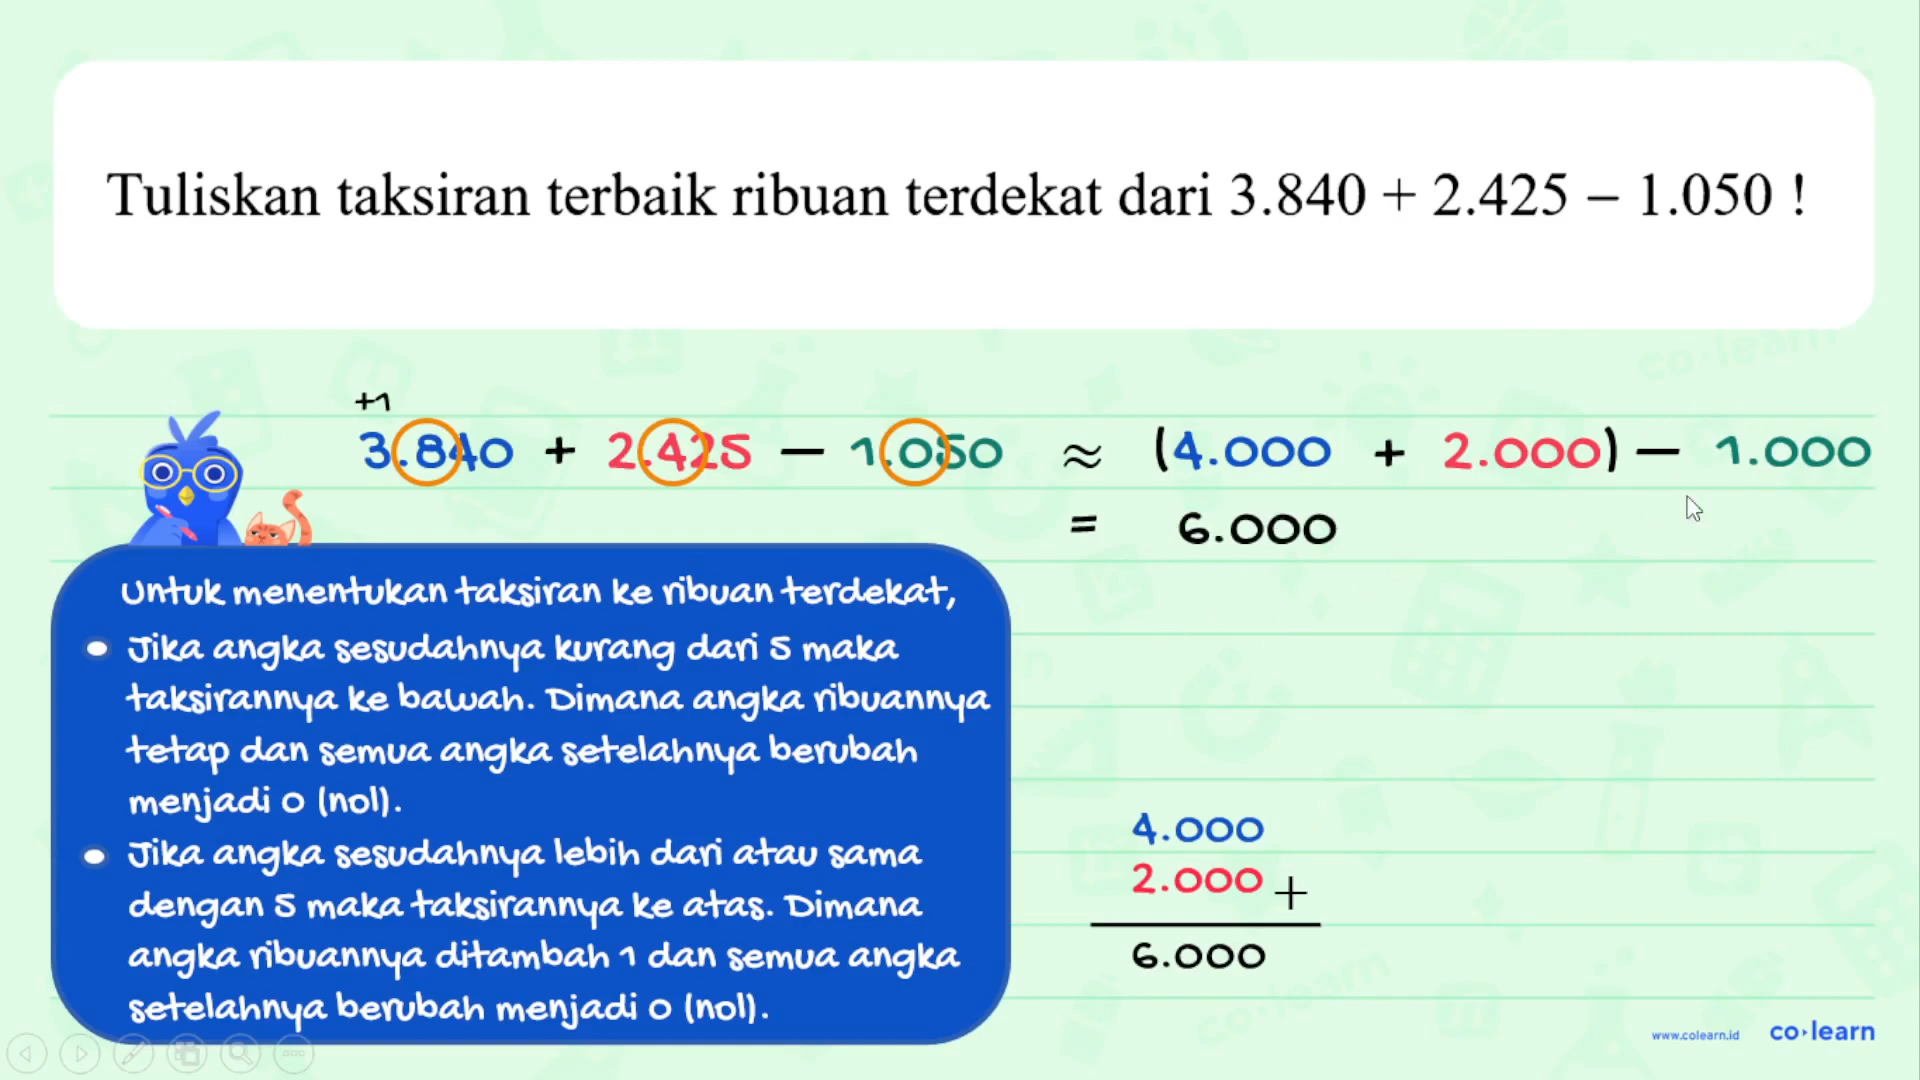 Tuliskan taksiran terbaik ribuan terdekat dari 3.840 + 2.425 – 1.050 !
+1
3.840 + 2.425 – 1.050 ≈ (4.000 + 2.000) – 1.000
= 6.000
Untuk menentukan taksiran ke ribuan terdekat,
• Jika angka sesudahnya kurang dari 5 maka
taksirannya ke bawah. Dimana angka ribuannya
tetap dan semua angka setelahnya berubah
menjadi 0 (nol).
• Jika angka sesudahnya lebih dari atau sama
dengan 5 maka taksirannya ke atas. Dimana
angka ribuannya ditambah 1 dan semua angka
setelahnya berubah menjadi 0 (nol).
4.000
2.000 +
6.000
www.colearn.id co▸learn